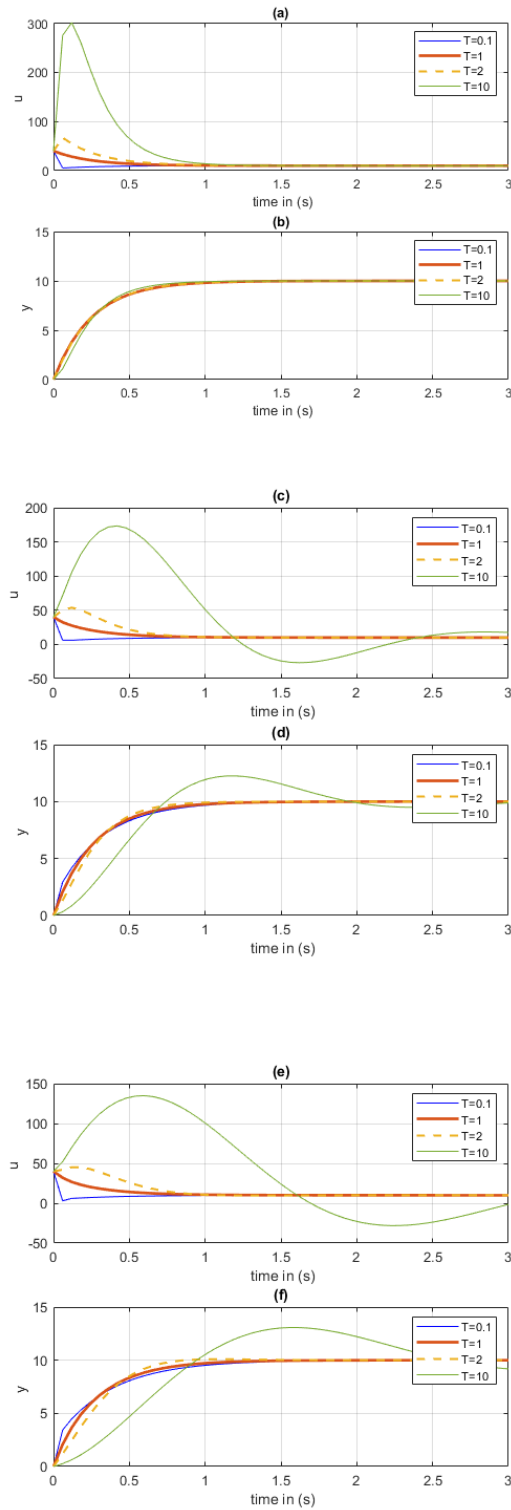 (a)
300
200
100
0
u
T=0.1
T=1
T=2
T=10
0 0.5 1 1.5 2 2.5 3
time in (s)
(b)
15
10
5
0
y
T=0.1
T=1
T=2
T=10
0 0.5 1 1.5 2 2.5 3
time in (s)
(c)
200
150
100
50
0
-50
u
T=0.1
T=1
T=2
T=10
0 0.5 1 1.5 2 2.5 3
time in (s)
(d)
15
10
5
0
y
T=0.1
T=1
T=2
T=10
0 0.5 1 1.5 2 2.5 3
time in (s)
(e)
150
100
50
0
-50
u
T=0.1
T=1
T=2
T=10
0 0.5 1 1.5 2 2.5 3
time in (s)
(f)
15
10
5
0
y
T=0.1
T=1
T=2
T=10
0 0.5 1 1.5 2 2.5 3
time in (s)